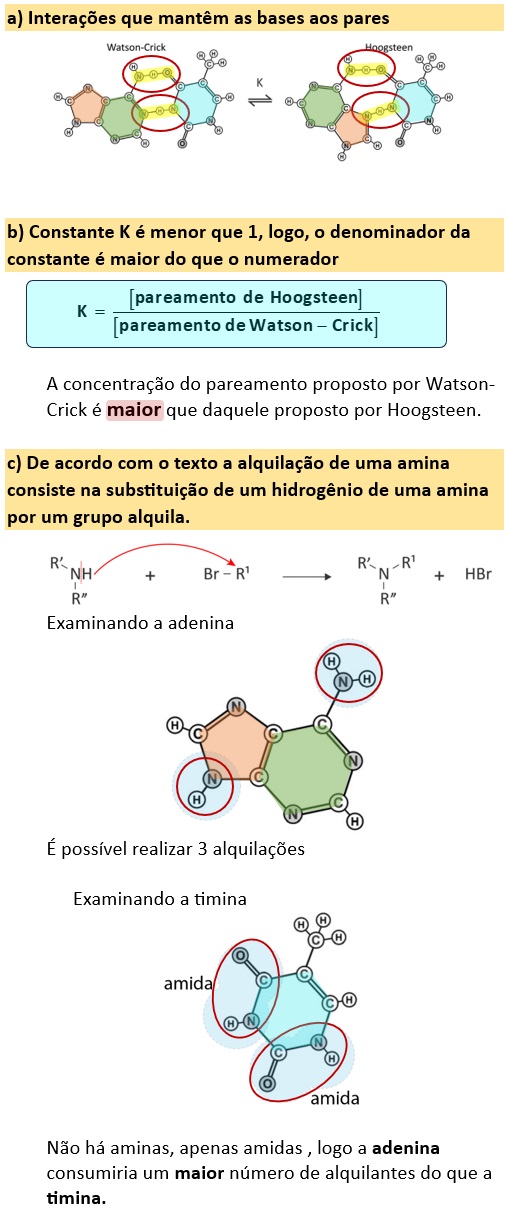 a) Interações que mantêm as bases aos pares
Watson-Crick
Hoogsteen
K
b) Constante K é menor que 1, logo, o denominador da
constante é maior do que o numerador
K = [pareamento de Hoogsteen] / [pareamento de Watson – Crick]
A concentração do pareamento proposto por Watson-
Crick é maior que daquele proposto por Hoogsteen.
c) De acordo com o texto a alquilação de uma amina
consiste na substituição de um hidrogênio de uma amina
por um grupo alquila.
R′ NH R″ + Br – R¹ → R′ N R¹ R″ + HBr
Examinando a adenina
H
H
N
H
N
C
H
C
C
N
N
C
H
N
C
H
É possível realizar 3 alquilações
Examinando a timina
H
H
H
C
O
C
C
amida
C
H
H
N
N
C
H
O
amida
Não há aminas, apenas amidas , logo a adenina
consumiria um maior número de alquilantes do que a
timina.